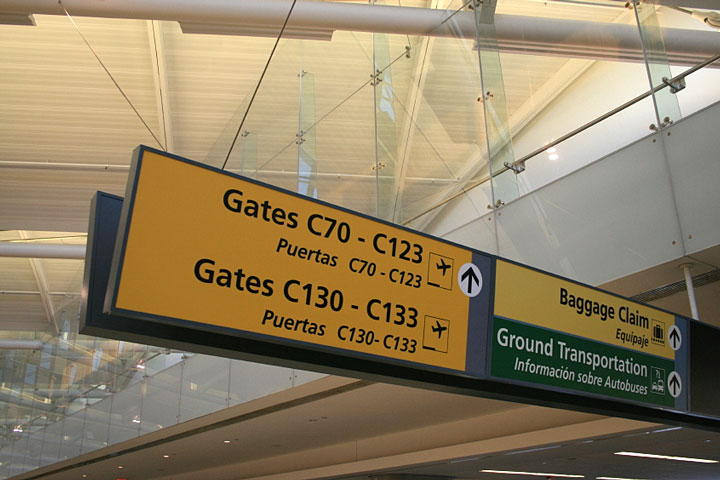 Gates C70 - C123
Puertas C70 - C123
Gates C130 - C133
Puertas C130- C133
Baggage Claim
Equipaje
Ground Transportation
Información sobre Autobuses